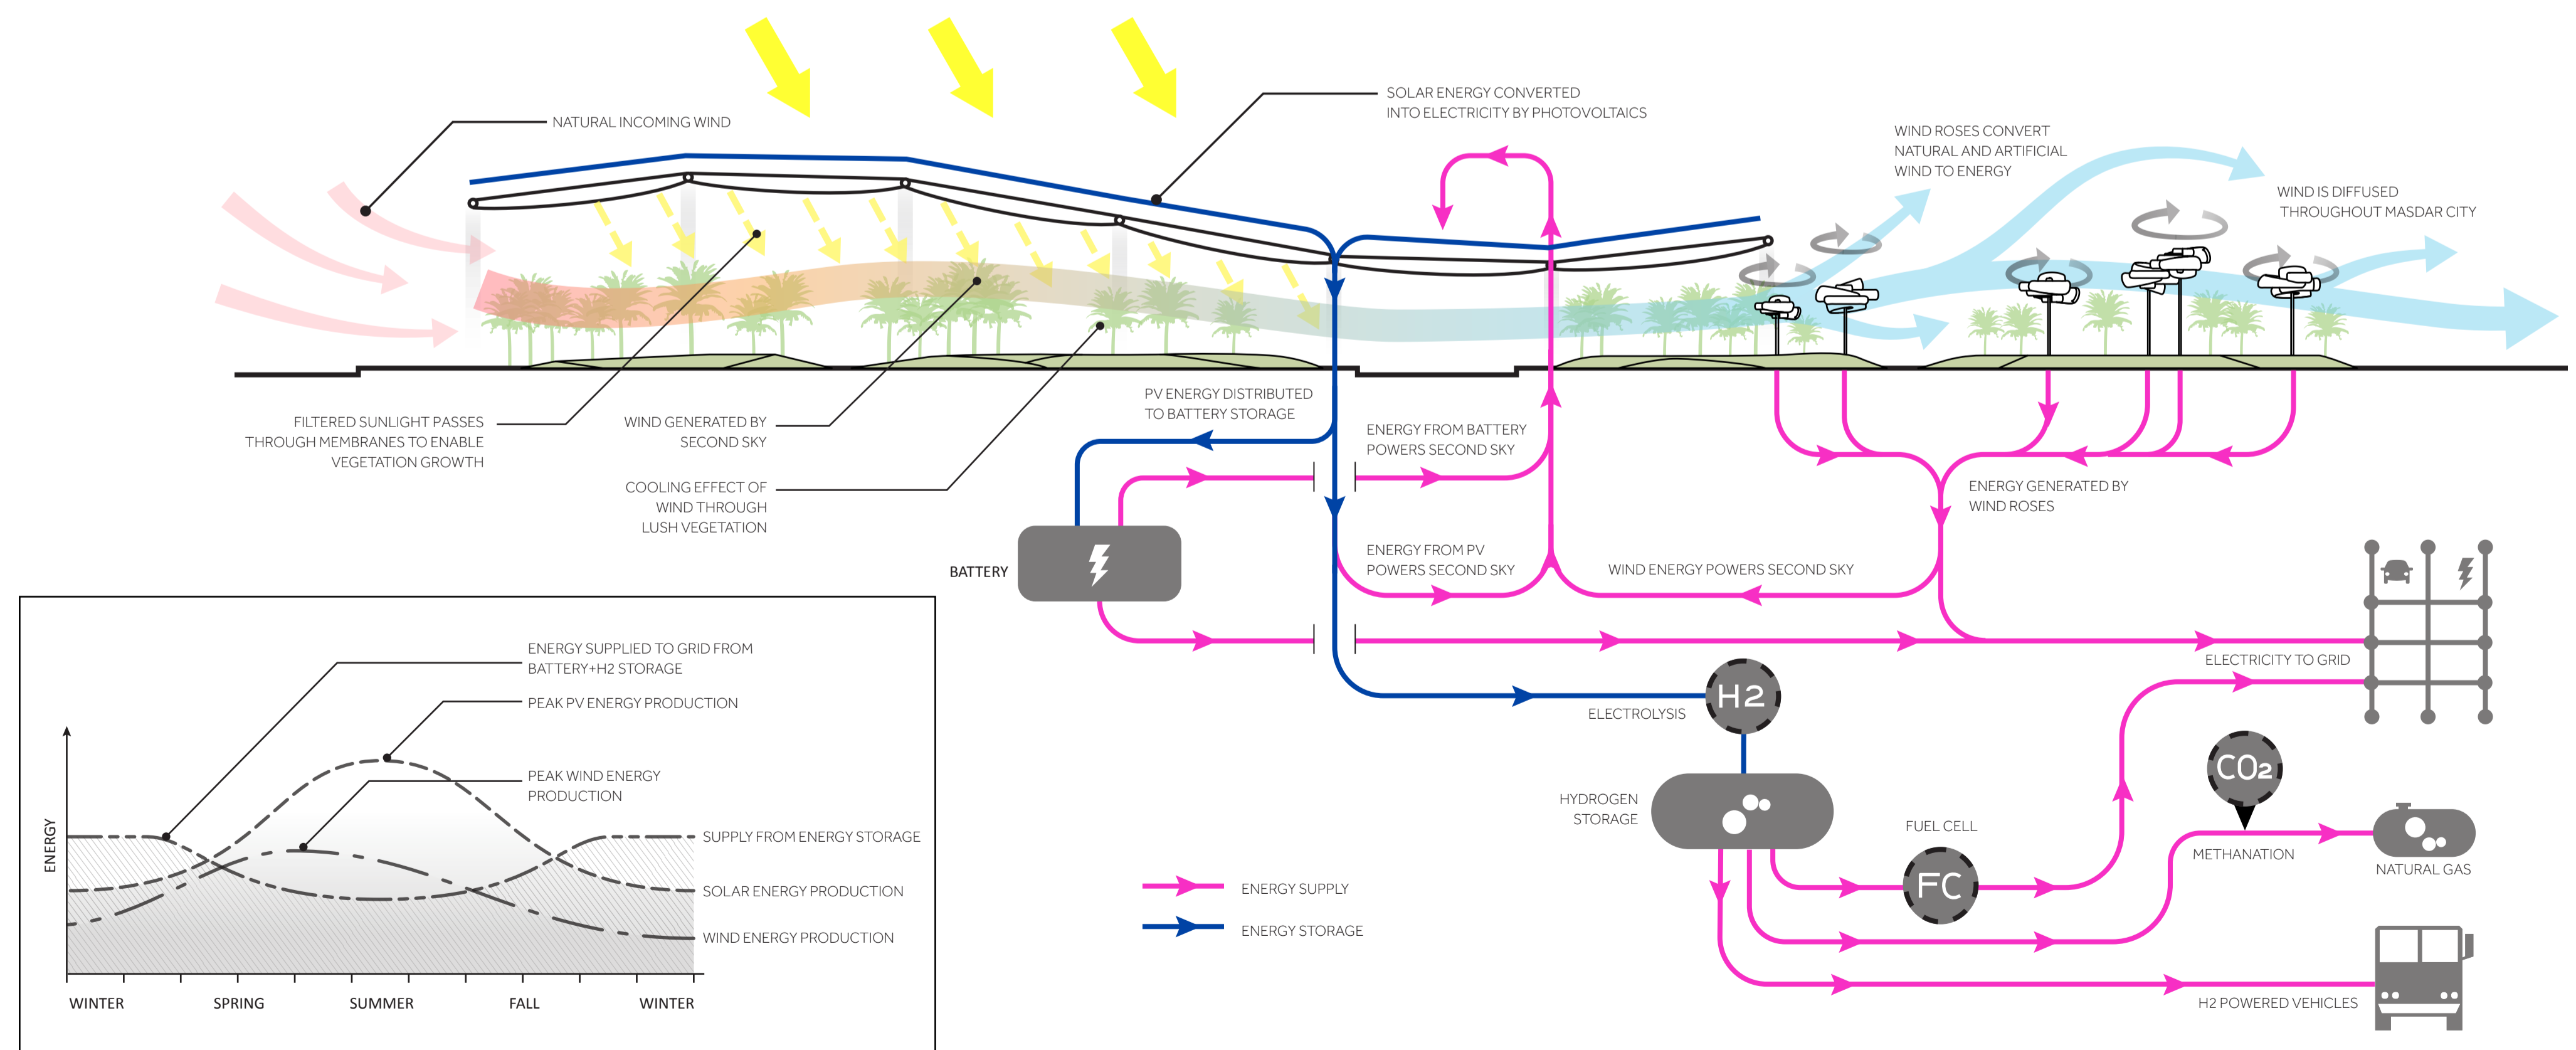 NATURAL INCOMING WIND
SOLAR ENERGY CONVERTED
INTO ELECTRICITY BY PHOTOVOLTAICS
WIND ROSES CONVERT
NATURAL AND ARTIFICIAL
WIND TO ENERGY
WIND IS DIFFUSED
THROUGHOUT MASDAR CITY
FILTERED SUNLIGHT PASSES
THROUGH MEMBRANES TO ENABLE
VEGETATION GROWTH
WIND GENERATED BY
SECOND SKY
COOLING EFFECT OF
WIND THROUGH
LUSH VEGETATION
PV ENERGY DISTRIBUTED
TO BATTERY STORAGE
ENERGY FROM BATTERY
POWERS SECOND SKY
ENERGY GENERATED BY
WIND ROSES
BATTERY
ENERGY FROM PV
POWERS SECOND SKY
WIND ENERGY POWERS SECOND SKY
ELECTRICITY TO GRID
H2
ELECTROLYSIS
HYDROGEN
STORAGE
FUEL CELL
FC
CO2
METHANATION
NATURAL GAS
H2 POWERED VEHICLES
ENERGY SUPPLY
ENERGY STORAGE
ENERGY SUPPLIED TO GRID FROM
BATTERY+H2 STORAGE
PEAK PV ENERGY PRODUCTION
PEAK WIND ENERGY
PRODUCTION
ENERGY
SUPPLY FROM ENERGY STORAGE
SOLAR ENERGY PRODUCTION
WIND ENERGY PRODUCTION
WINTER SPRING SUMMER FALL WINTER